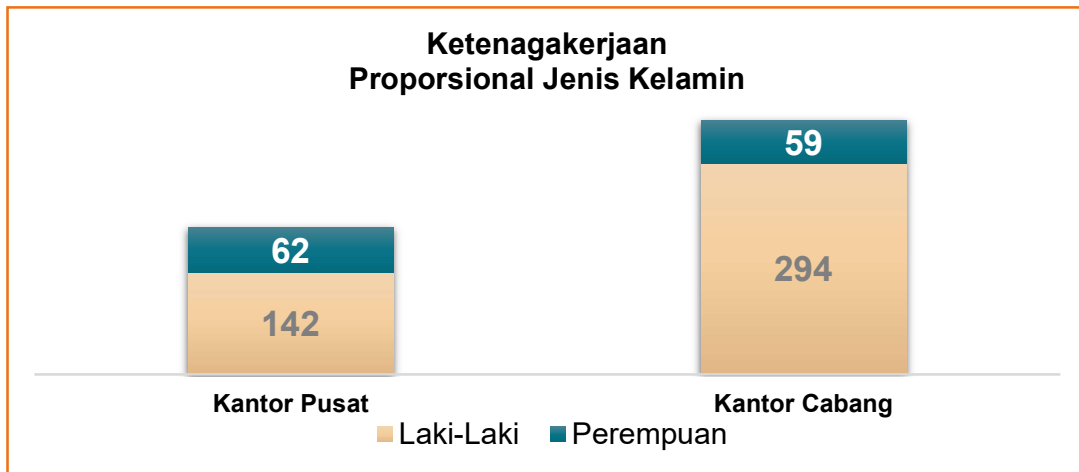 Ketenagakerjaan
Proporsional Jenis Kelamin
59
62
294
142
Kantor Pusat
Kantor Cabang
Laki-Laki
Perempuan